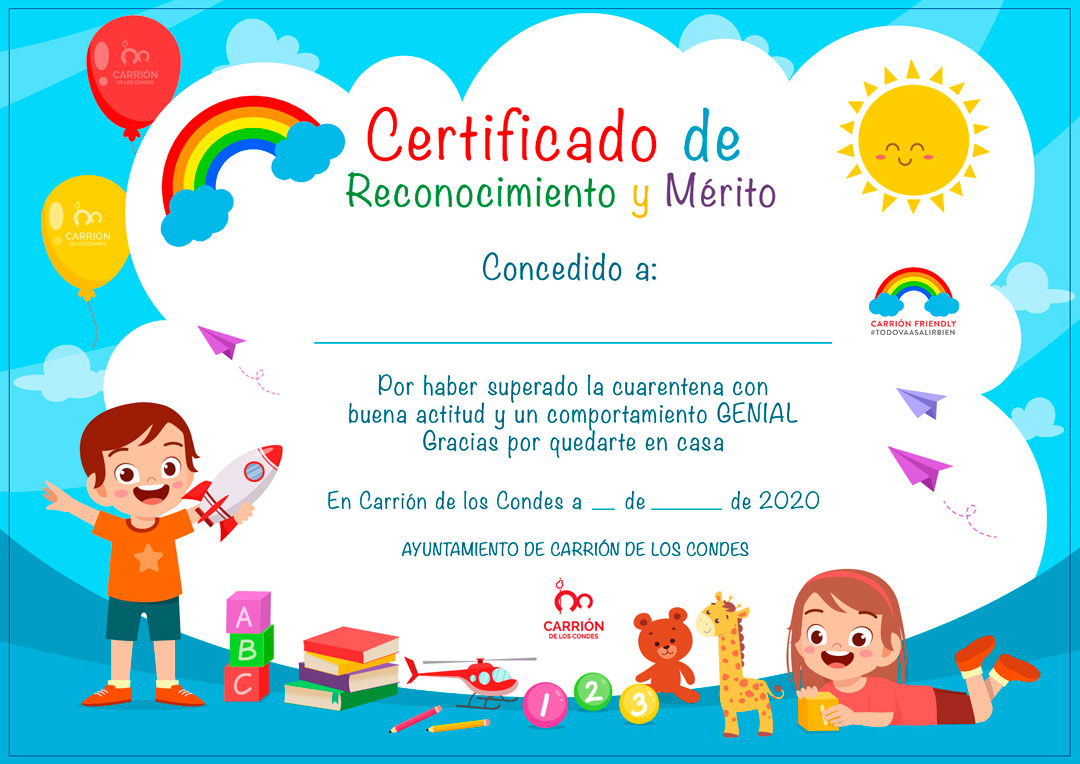 CARRIÓN
DE LOS CONDES
Certificado de
Reconocimiento y Mérito
CARRIÓN
DE LOS CONDES
Concedido a:
CARRIÓN FRIENDLY
#TODOVAASALIRBIEN
Por haber superado la cuarentena con
buena actitud y un comportamiento GENIAL
Gracias por quedarte en casa
En Carrión de los Condes a __ de ______ de 2020
AYUNTAMIENTO DE CARRIÓN DE LOS CONDES
CARRIÓN
DE LOS CONDES
A
B
C
1
2
3